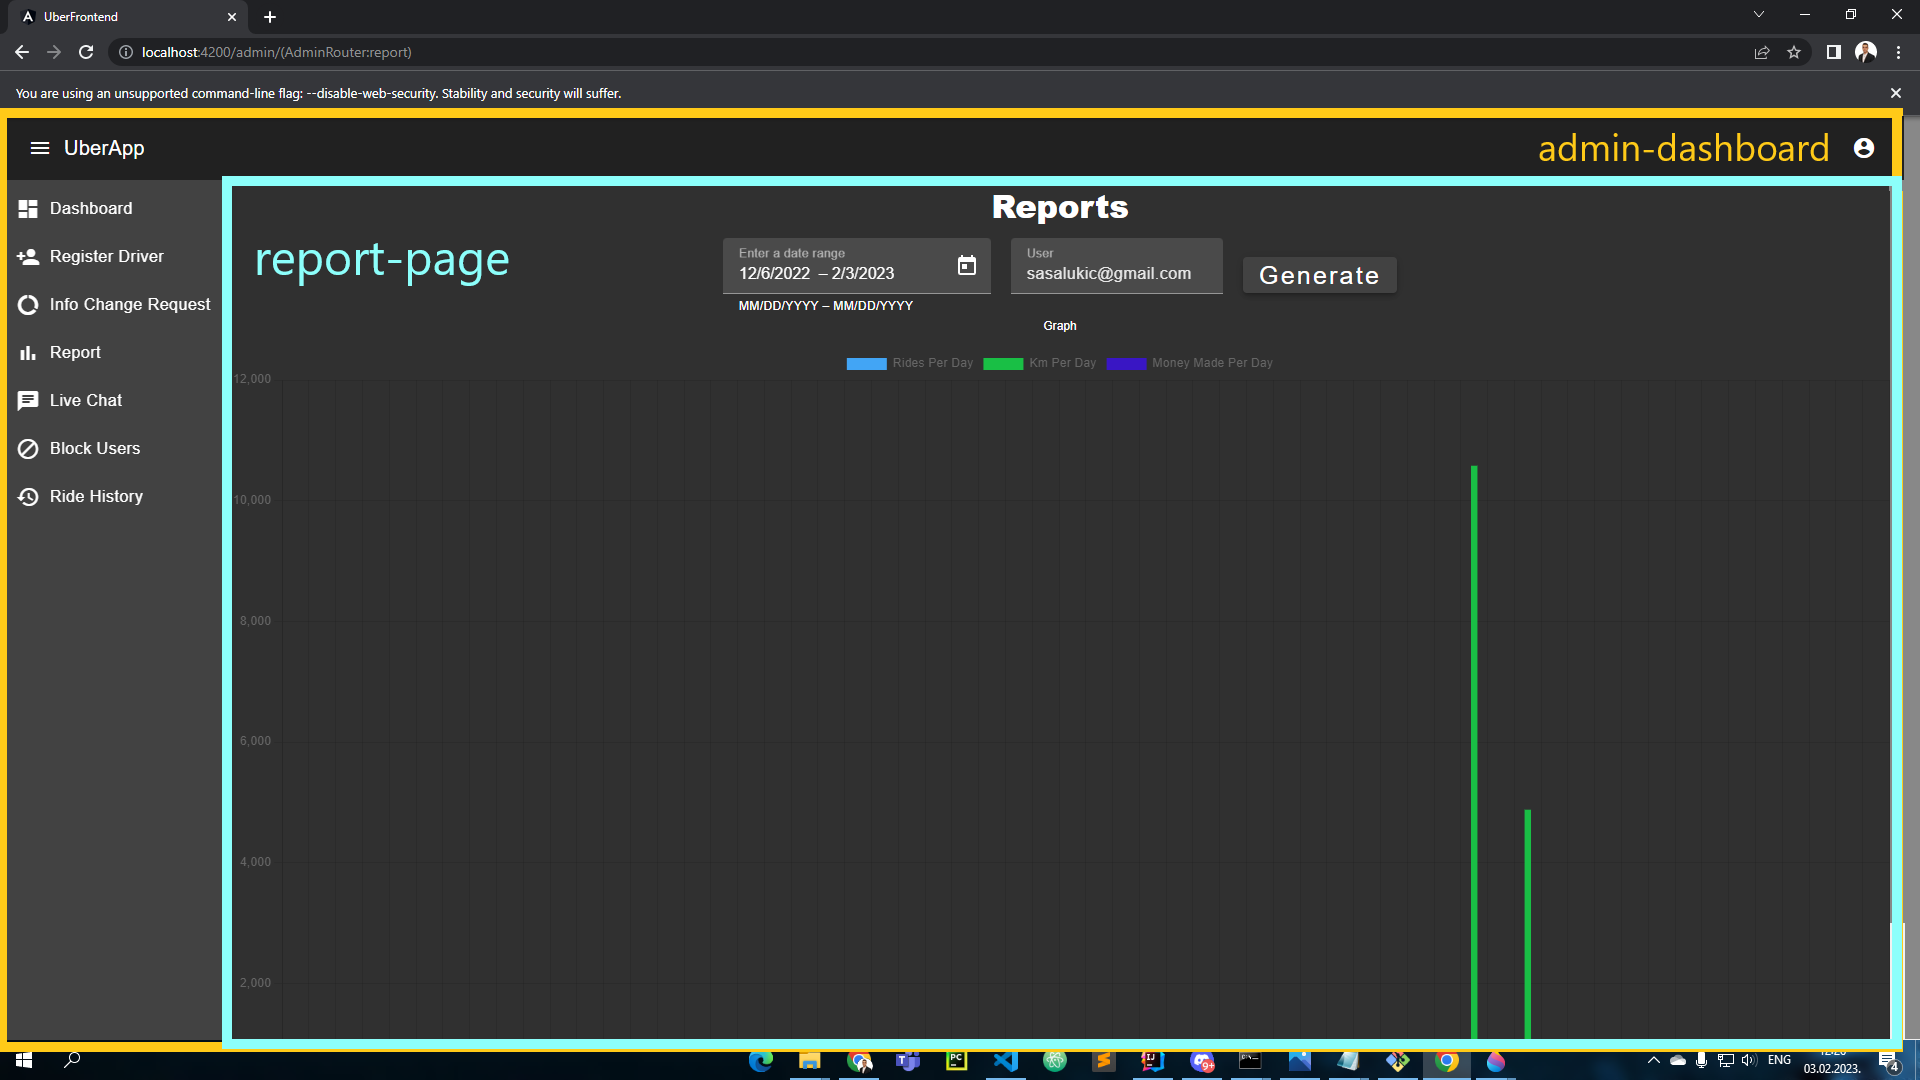 UberFrontend
localhost:4200/admin/(AdminRouter:report)
You are using an unsupported command-line flag: --disable-web-security. Stability and security will suffer.
UberApp
admin-dashboard
Dashboard
Register Driver
Info Change Request
Report
Live Chat
Block Users
Ride History
Reports
report-page
Enter a date range
12/6/2022 – 2/3/2023
MM/DD/YYYY – MM/DD/YYYY
User
sasalukic@gmail.com
Generate
Graph
Rides Per Day
Km Per Day
Money Made Per Day
12,000
10,000
8,000
6,000
4,000
2,000
ENG
03.02.2023.
4